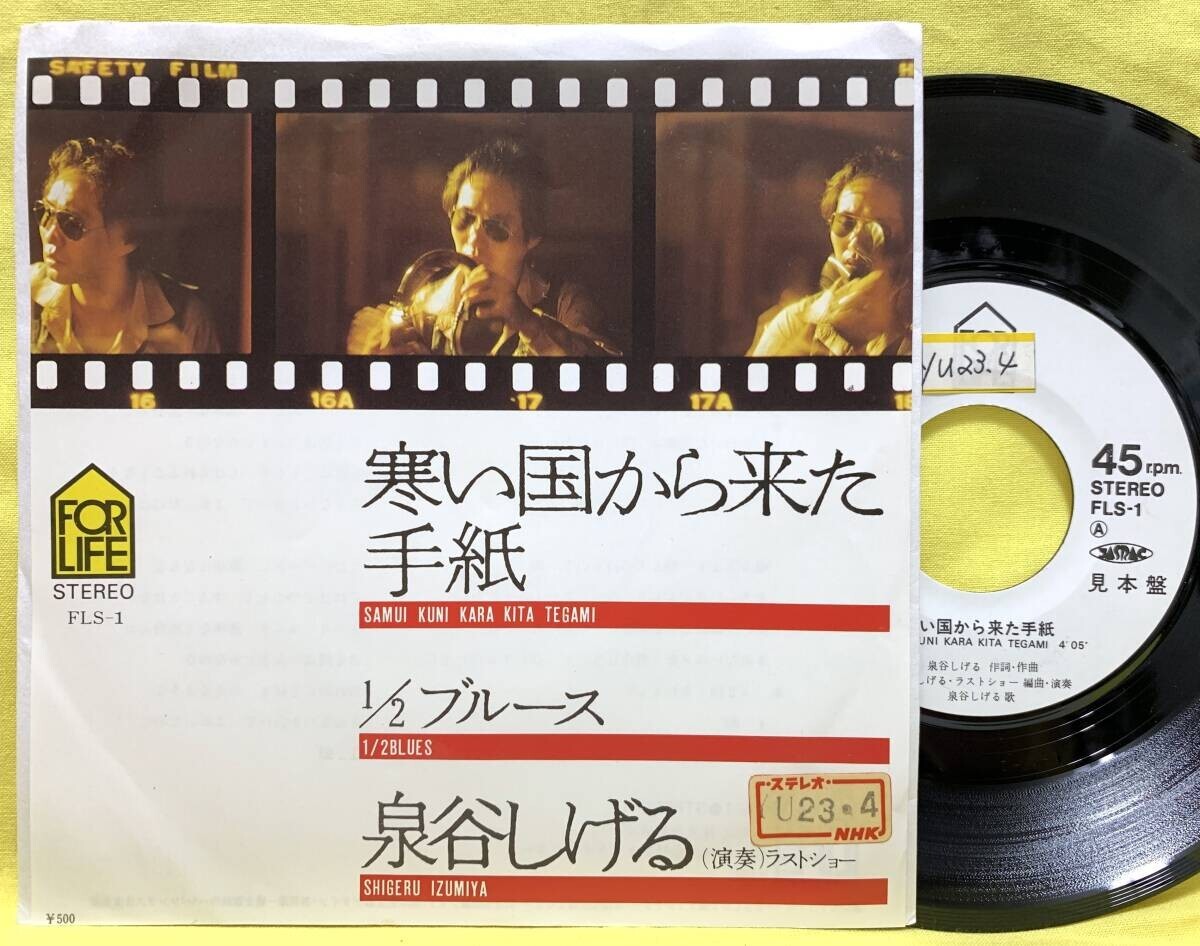 SAFETY FILM
16 16A 17 17A
寒い国から来た
手紙
SAMUI KUNI KARA KITA TEGAMI
1/2ブルース
1/2BLUES
泉谷しげる(演奏)ラストショー
SHIGERU IZUMIYA
FOR
LIFE
STEREO
FLS-1
¥500
・ステレオ・
YU23.4
NHK
FOR
YU23.4
45r.p.m.
STEREO
FLS-1
Ⓐ
JASRAC
見本盤
い国から来た手紙
UNI KARA KITA TEGAMI 4'05"
泉谷しげる 作詞・作曲
しげる・ラストショー 編曲・演奏
泉谷しげる 歌